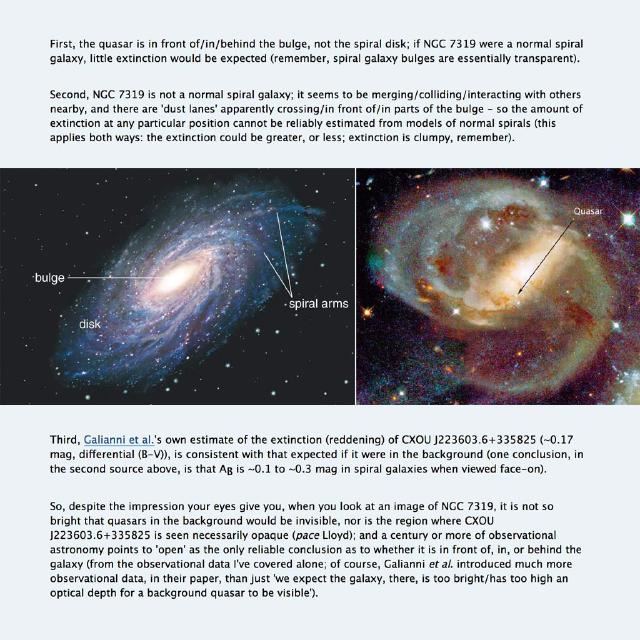 First, the quasar is in front of/in/behind the bulge, not the spiral disk; if NGC 7319 were a normal spiral
galaxy, little extinction would be expected (remember, spiral galaxy bulges are essentially transparent).
Second, NGC 7319 is not a normal spiral galaxy; it seems to be merging/colliding/interacting with others
nearby, and there are 'dust lanes' apparently crossing/in front of/in parts of the bulge – so the amount of
extinction at any particular position cannot be reliably estimated from models of normal spirals (this
applies both ways: the extinction could be greater, or less; extinction is clumpy, remember).
bulge
disk
spiral arms
Quasar
Third, Galianni et al.'s own estimate of the extinction (reddening) of CXOU J223603.6+335825 (~0.17
mag, differential (B-V)), is consistent with that expected if it were in the background (one conclusion, in
the second source above, is that AB is ~0.1 to ~0.3 mag in spiral galaxies when viewed face-on).
So, despite the impression your eyes give you, when you look at an image of NGC 7319, it is not so
bright that quasars in the background would be invisible, nor is the region where CXOU
J223603.6+335825 is seen necessarily opaque (pace Lloyd); and a century or more of observational
astronomy points to 'open' as the only reliable conclusion as to whether it is in front of, in, or behind the
galaxy (from the observational data I've covered alone; of course, Galianni et al. introduced much more
observational data, in their paper, than just 'we expect the galaxy, there, is too bright/has too high an
optical depth for a background quasar to be visible').